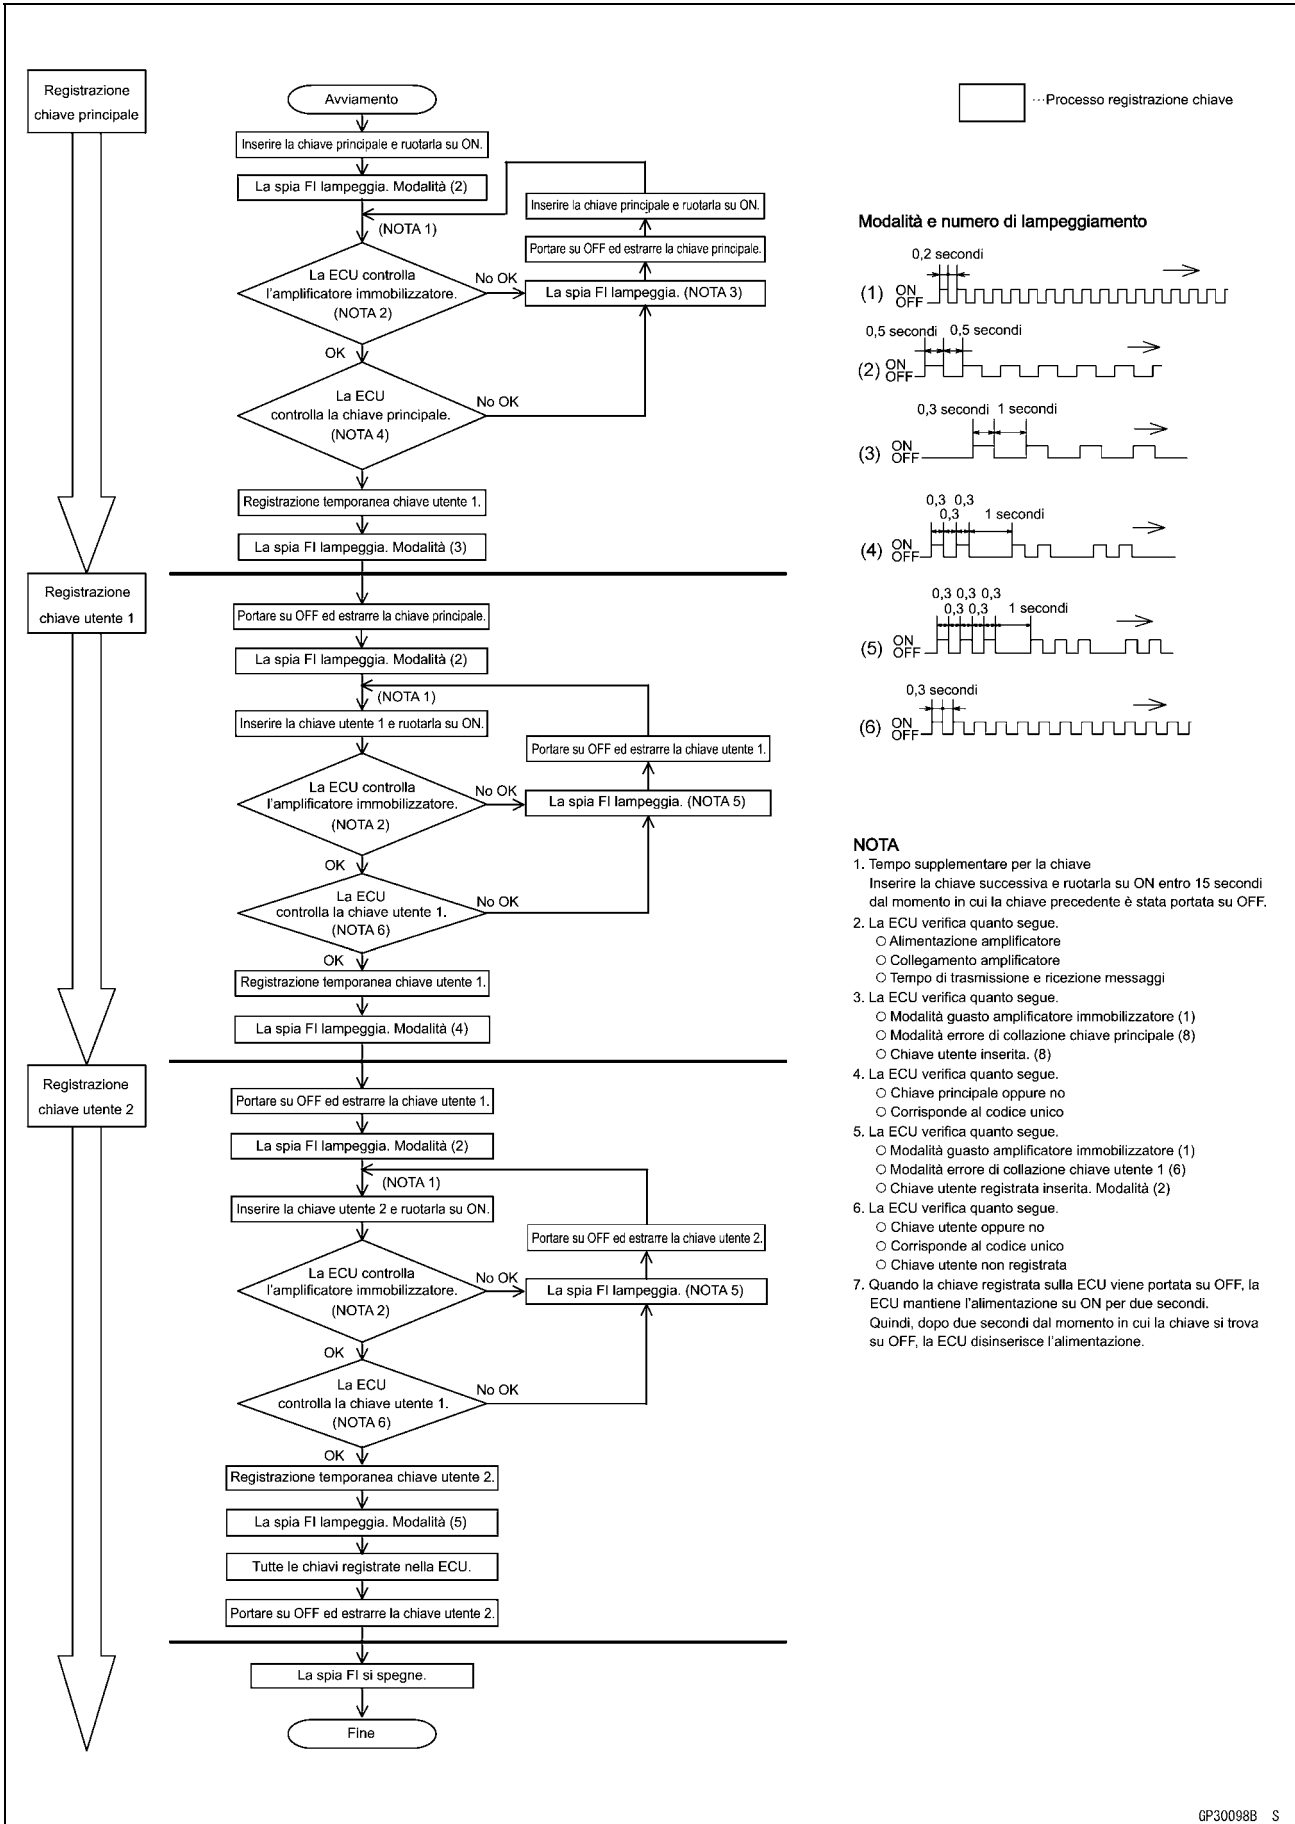 Registrazione
chiave principale
Avviamento
Inserire la chiave principale e ruotarla su ON.
La spia FI lampeggia. Modalità (2)
(NOTA 1)
Inserire la chiave principale e ruotarla su ON.
Portare su OFF ed estrarre la chiave principale.
La ECU controlla
l'amplificatore immobilizzatore.
(NOTA 2)
No OK
La spia FI lampeggia. (NOTA 3)
OK
La ECU
controlla la chiave principale.
(NOTA 4)
No OK
Registrazione temporanea chiave utente 1.
La spia FI lampeggia. Modalità (3)
Registrazione
chiave utente 1
Portare su OFF ed estrarre la chiave principale.
La spia FI lampeggia. Modalità (2)
(NOTA 1)
Inserire la chiave utente 1 e ruotarla su ON.
Portare su OFF ed estrarre la chiave utente 1.
La ECU controlla
l'amplificatore immobilizzatore.
(NOTA 2)
No OK
La spia FI lampeggia. (NOTA 5)
OK
La ECU
controlla la chiave utente 1.
(NOTA 6)
No OK
OK
Registrazione temporanea chiave utente 1.
La spia FI lampeggia. Modalità (4)
Registrazione
chiave utente 2
Portare su OFF ed estrarre la chiave utente 1.
La spia FI lampeggia. Modalità (2)
(NOTA 1)
Inserire la chiave utente 2 e ruotarla su ON.
Portare su OFF ed estrarre la chiave utente 2.
La ECU controlla
l'amplificatore immobilizzatore.
(NOTA 2)
No OK
La spia FI lampeggia. (NOTA 5)
OK
La ECU
controlla la chiave utente 1.
(NOTA 6)
No OK
OK
Registrazione temporanea chiave utente 2.
La spia FI lampeggia. Modalità (5)
Tutte le chiavi registrate nella ECU.
Portare su OFF ed estrarre la chiave utente 2.
La spia FI si spegne.
Fine
···Processo registrazione chiave
Modalità e numero di lampeggiamento
0,2 secondi
(1) ON
OFF
0,5 secondi 0,5 secondi
(2) ON
OFF
0,3 secondi 1 secondi
(3) ON
OFF
0,3 0,3
0,3 1 secondi
(4) ON
OFF
0,3 0,3 0,3
0,3 0,3 1 secondi
(5) ON
OFF
0,3 secondi
(6) ON
OFF
NOTA
1. Tempo supplementare per la chiave
Inserire la chiave successiva e ruotarla su ON entro 15 secondi
dal momento in cui la chiave precedente è stata portata su OFF.
2. La ECU verifica quanto segue.
○ Alimentazione amplificatore
○ Collegamento amplificatore
○ Tempo di trasmissione e ricezione messaggi
3. La ECU verifica quanto segue.
○ Modalità guasto amplificatore immobilizzatore (1)
○ Modalità errore di collazione chiave principale (8)
○ Chiave utente inserita. (8)
4. La ECU verifica quanto segue.
○ Chiave principale oppure no
○ Corrisponde al codice unico
5. La ECU verifica quanto segue.
○ Modalità guasto amplificatore immobilizzatore (1)
○ Modalità errore di collazione chiave utente 1 (6)
○ Chiave utente registrata inserita. Modalità (2)
6. La ECU verifica quanto segue.
○ Chiave utente oppure no
○ Corrisponde al codice unico
○ Chiave utente non registrata
7. Quando la chiave registrata sulla ECU viene portata su OFF, la
ECU mantiene l'alimentazione su ON per due secondi.
Quindi, dopo due secondi dal momento in cui la chiave si trova
su OFF, la ECU disinserisce l'alimentazione.
GP30098B S